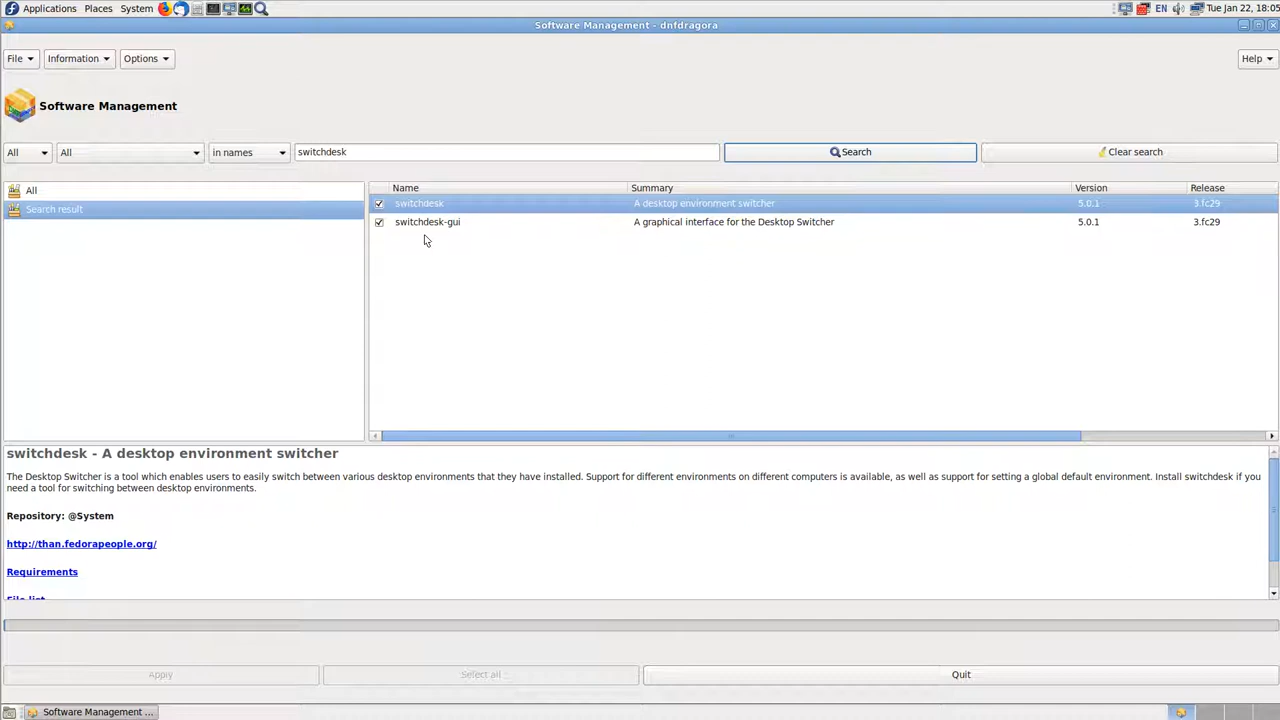 Applications Places System EN Tue Jan 22, 18:05
Software Management - dnfdragora
File Information Options Help
Software Management
All All in names switchdesk Search Clear search
All
Search result
Name Summary Version Release
switchdesk A desktop environment switcher 5.0.1 3.fc29
switchdesk-gui A graphical interface for the Desktop Switcher 5.0.1 3.fc29
switchdesk - A desktop environment switcher
The Desktop Switcher is a tool which enables users to easily switch between various desktop environments that they have installed. Support for different environments on different computers is available, as well as support for setting a global default environment. Install switchdesk if you
need a tool for switching between desktop environments.
Repository: @System
http://than.fedorapeople.org/
Requirements
File list
Apply Select all Quit
Software Management ...